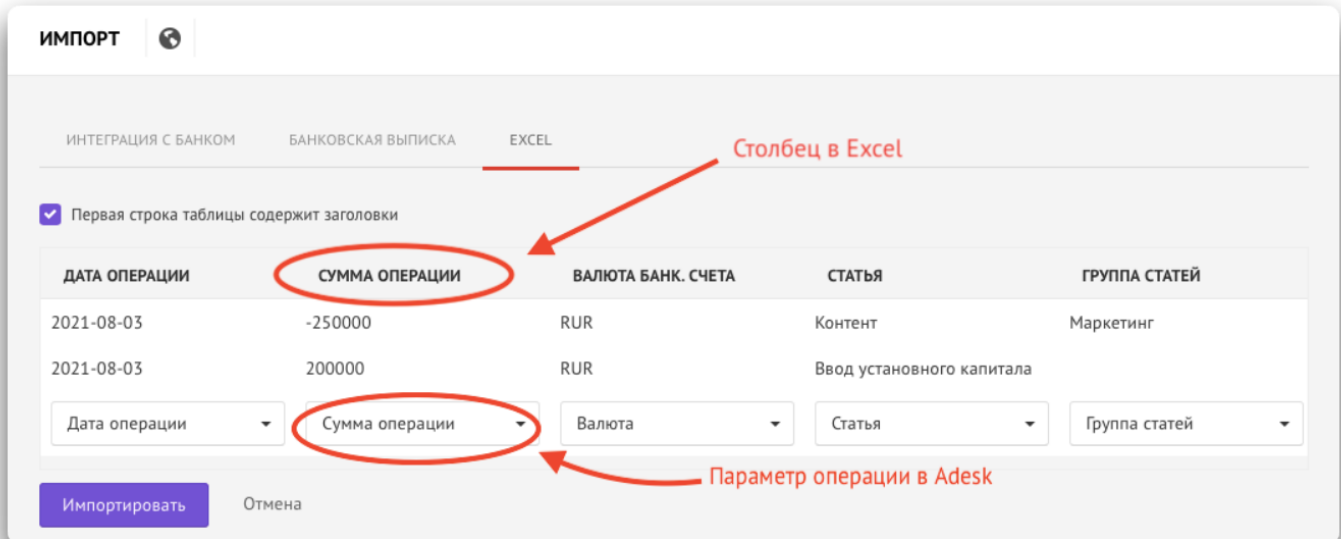 ИМПОРТ
ИНТЕГРАЦИЯ С БАНКОМ БАНКОВСКАЯ ВЫПИСКА EXCEL
Столбец в Excel
Первая строка таблицы содержит заголовки
ДАТА ОПЕРАЦИИ СУММА ОПЕРАЦИИ ВАЛЮТА БАНК. СЧЕТА СТАТЬЯ ГРУППА СТАТЕЙ
2021-08-03 -250000 RUR Контент Маркетинг
2021-08-03 200000 RUR Ввод установного капитала
Дата операции Сумма операции Валюта Статья Группа статей
Параметр операции в Adesk
Импортировать Отмена